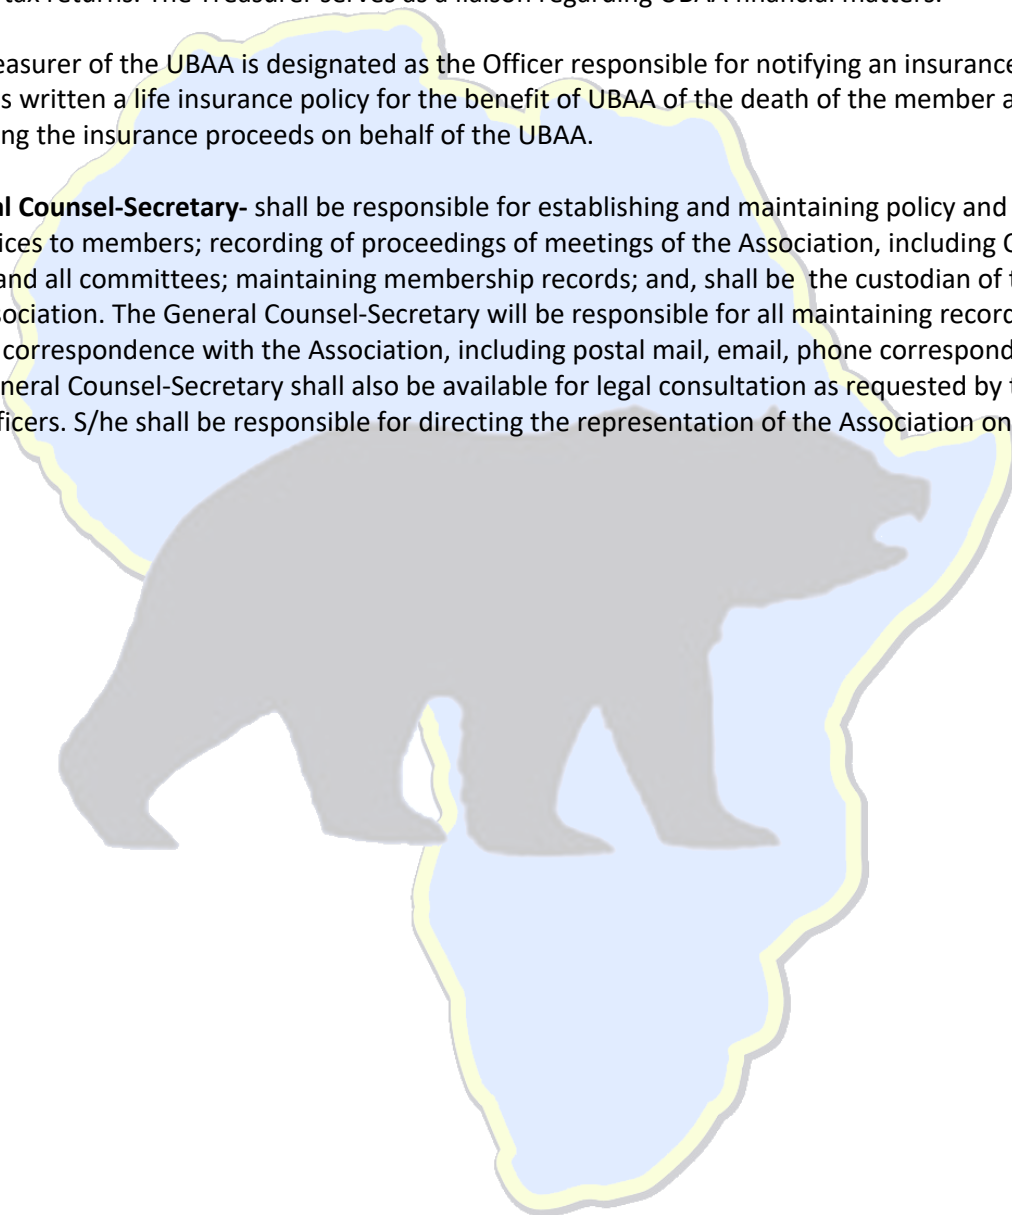 tax returns. The Treasurer serves as a liaison regarding UBAA financial matters.
easurer of the UBAA is designated as the Officer responsible for notifying an insurance
s written a life insurance policy for the benefit of UBAA of the death of the member a
ng the insurance proceeds on behalf of the UBAA.
al Counsel-Secretary- shall be responsible for establishing and maintaining policy and
ices to members; recording of proceedings of meetings of the Association, including
and all committees; maintaining membership records; and, shall be the custodian of t
sociation. The General Counsel-Secretary will be responsible for all maintaining record
correspondence with the Association, including postal mail, email, phone correspond
eneral Counsel-Secretary shall also be available for legal consultation as requested by t
ficers. S/he shall be responsible for directing the representation of the Association on